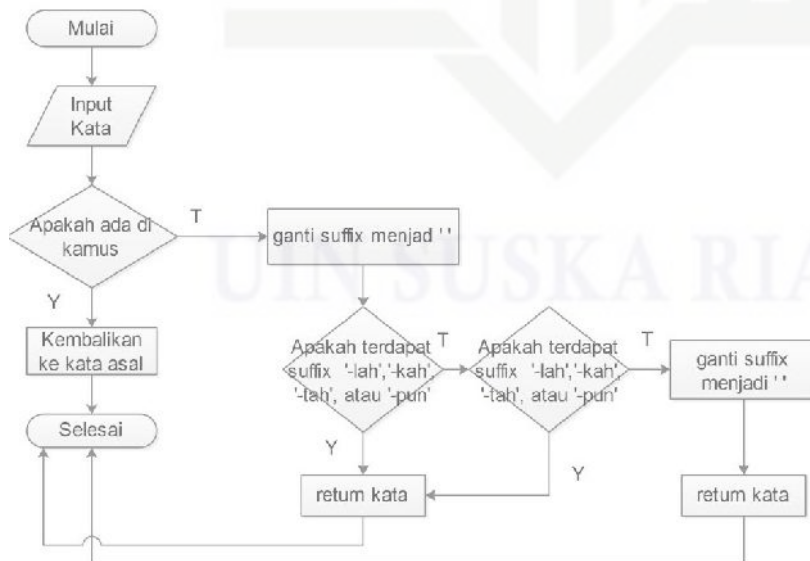 Mulai
Input
Kata
Apakah ada di
kamus
T
ganti suffix menjad ' '
Y
Kembalikan
ke kata asal
Selesai
Apakah terdapat
suffix '-lah','-kah',
'-tah', atau '-pun'
T
Apakah terdapat
suffix '-lah','-kah',
'-tah', atau '-pun'
T
ganti suffix
menjadi ' '
Y
Y
return kata
return kata
UIN SUSKA RIA